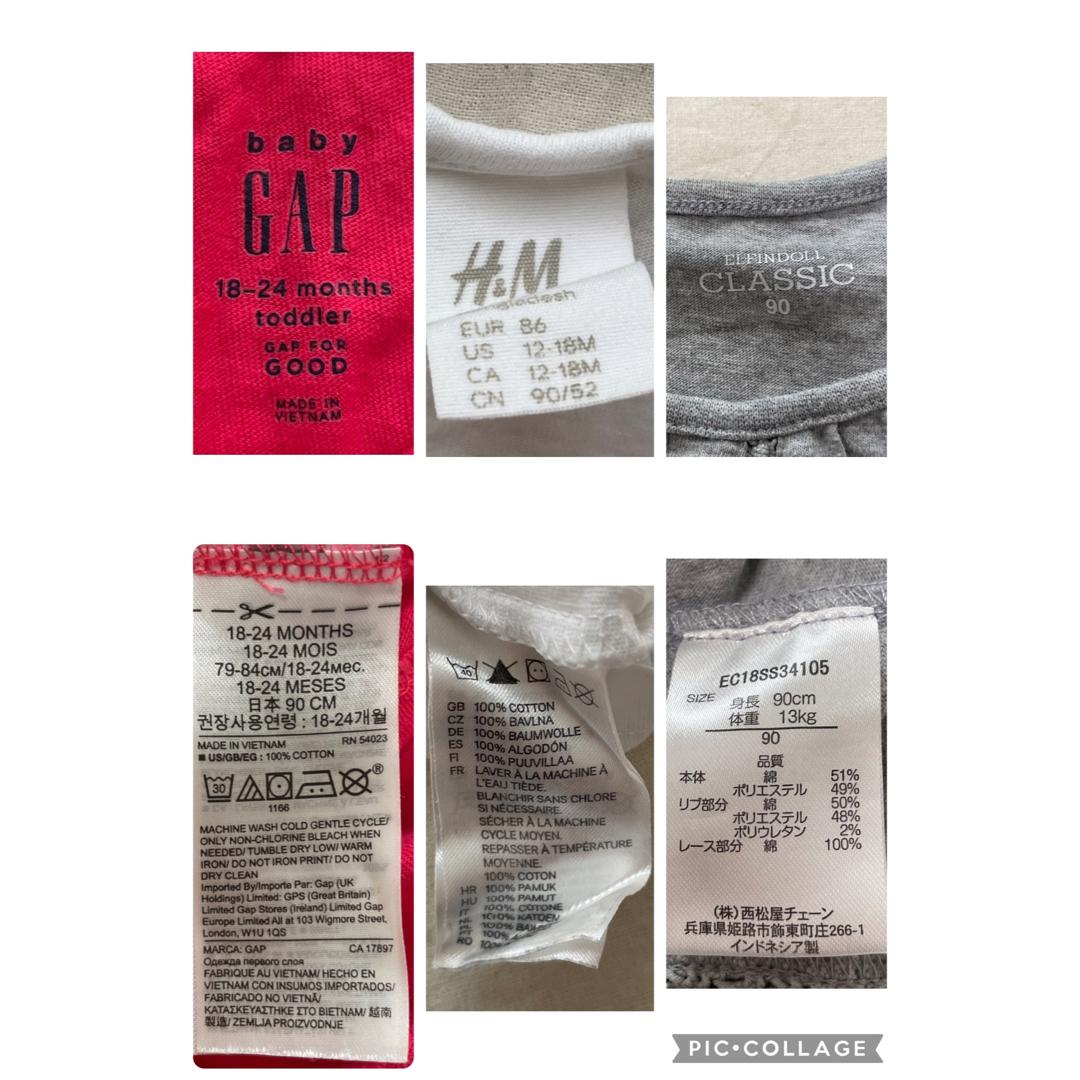 baby
GAP
18-24 months
toddler
GAP FOR
GOOD
MADE IN
VIETNAM
H&M
EUR 86
US 12-18M
CA 12-18M
CN 90/52
ELFINDOLL
CLASSIC
90
18-24 MONTHS
18-24 MOIS
79-84см/18-24мес.
18-24 MESES
日本 90 CM
권장사용연령 : 18-24개월
MADE IN VIETNAM RN 54023
■ US/GB/EG : 100% COTTON
30
®
1166
MACHINE WASH COLD GENTLE CYCLE/
ONLY NON-CHLORINE BLEACH WHEN
NEEDED/ TUMBLE DRY LOW/ WARM
IRON/ DO NOT IRON PRINT/ DO NOT
DRY CLEAN
Imported By/Importe Par: Gap (UK
Holdings) Limited: GPS (Great Britain)
Limited Gap Stores (Ireland) Limited Gap
Europe Limited All at 103 Wigmore Street,
London, W1U 1QS
MARCA: GAP CA 17897
Одежда первого слоя
FABRIQUE AU VIETNAM/ HECHO EN
VIETNAM CON INSUMOS IMPORTADOS/
FABRICADO NO VIETNÃ/
ΚΑΤΑΣΚΕΥΑΣΤΗΚΕ ΣΤΟ ΒΙΕΤΝΑΜ/ 越南
製造/ ZEMLJA PROIZVODNJE
40
GB 100% COTTON
CZ 100% BAVLNA
DE 100% BAUMWOLLE
ES 100% ALGODÓN
FI 100% PUUVILLAA
FR LAVER À LA MACHINE À
L'EAU TIÈDE.
BLANCHIR SANS CHLORE
SI NÉCESSAIRE.
SÉCHER À LA MACHINE
CYCLE MOYEN.
REPASSER À TEMPÉRATURE
MOYENNE.
100% COTON
HR 100% PAMUK
HU 100% PAMUT
IT 100% COTONE
NL 100% KATOEN
PL 100%
PT 100%
RO 100%
EC18SS34105
SIZE 身長 90cm
体重 13kg
90
品質
本体 綿 51%
ポリエステル 49%
リブ部分 綿 50%
ポリエステル 48%
ポリウレタン 2%
レース部分 綿 100%
(株)西松屋チェーン
兵庫県姫路市飾東町庄266-1
インドネシア製
PIC•COLLAGE